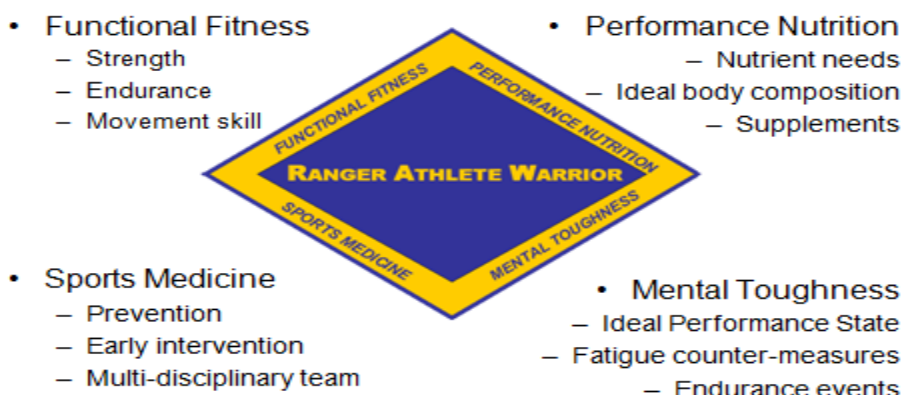 • Functional Fitness
– Strength
– Endurance
– Movement skill
• Performance Nutrition
– Nutrient needs
– Ideal body composition
– Supplements
FUNCTIONAL FITNESS
PERFORMANCE NUTRITION
RANGER ATHLETE WARRIOR
SPORTS MEDICINE
MENTAL TOUGHNESS
• Sports Medicine
– Prevention
– Early intervention
– Multi-disciplinary team
• Mental Toughness
– Ideal Performance State
– Fatigue counter-measures
– Endurance events